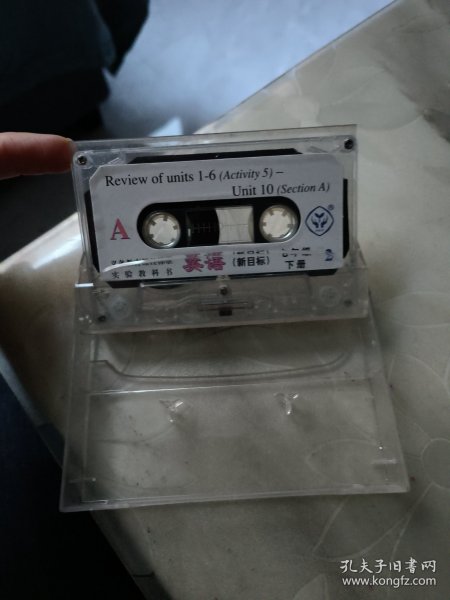 Review of units 1-6 (Activity 5) –
Unit 10 (Section A)
A
®
实验教科书
英语 (新目标) 下册 2
孔夫子旧书网
www.kongfz.com